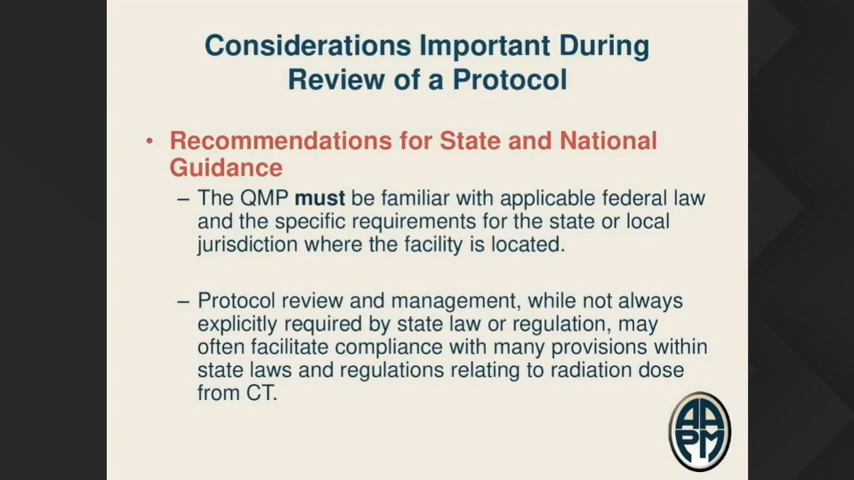 Considerations Important During
Review of a Protocol
• Recommendations for State and National
Guidance
– The QMP must be familiar with applicable federal law
and the specific requirements for the state or local
jurisdiction where the facility is located.
– Protocol review and management, while not always
explicitly required by state law or regulation, may
often facilitate compliance with many provisions within
state laws and regulations relating to radiation dose
from CT.
AAPM